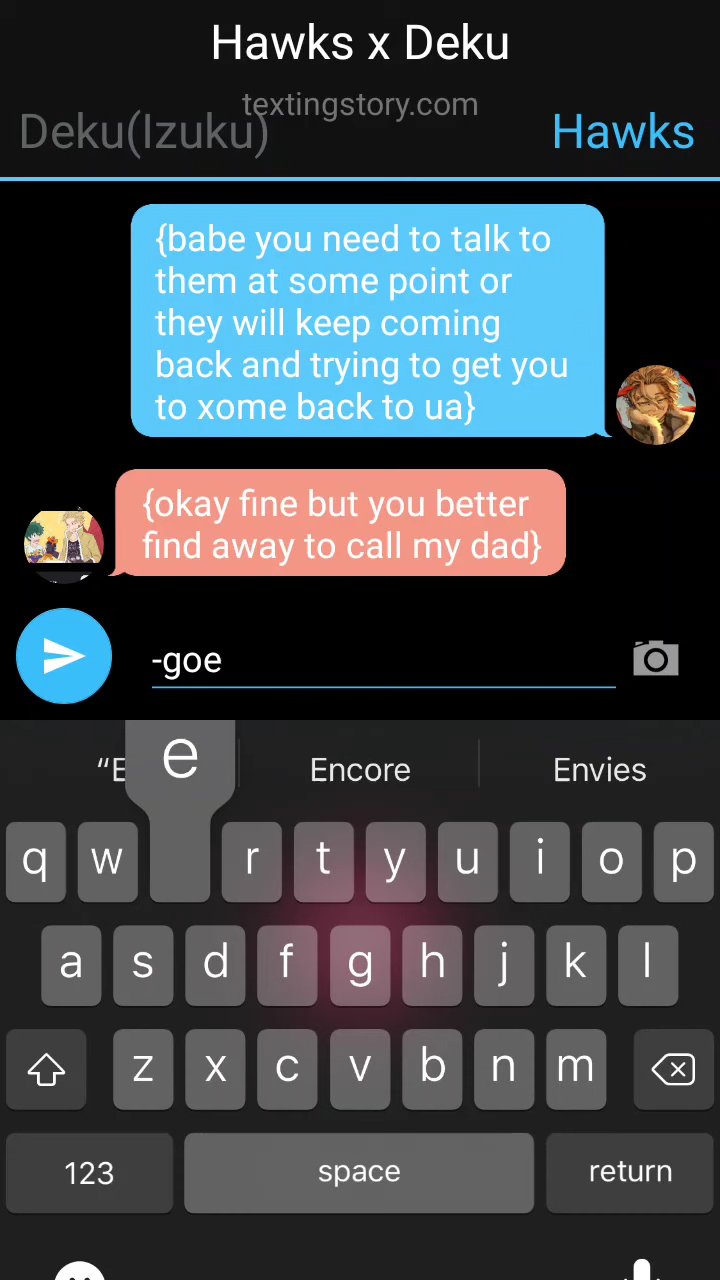 Hawks x Deku
textingstory.com
Deku(Izuku)
Hawks
{babe you need to talk to
them at some point or
they will keep coming
back and trying to get you
to xome back to ua}
{okay fine but you better
find away to call my dad}
-goe
“E
e
Encore
Envies
q w r t y u i o p
a s d f g h j k l
z x c v b n m
123
space
return